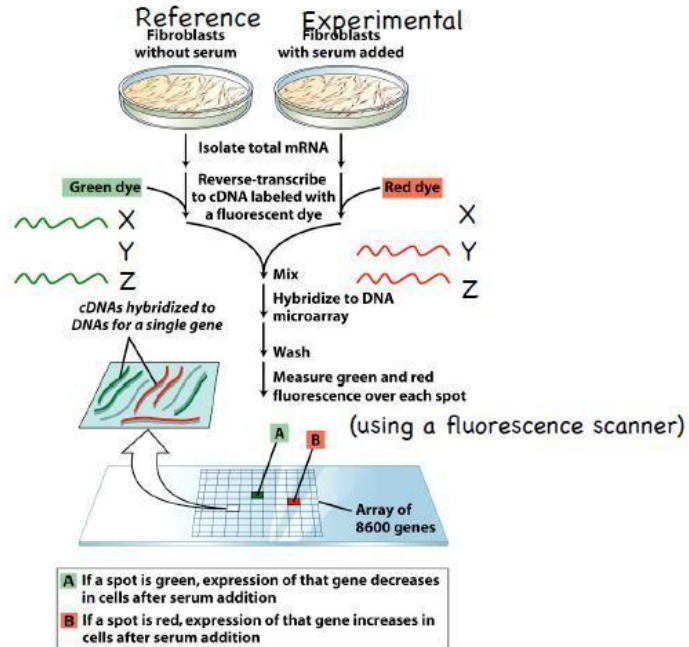 Reference
Experimental
Fibroblasts
without serum
Fibroblasts
with serum added
Isolate total mRNA
Green dye
Reverse-transcribe
to cDNA labeled with
a fluorescent dye
Red dye
X
Y
Z
X
Y
Z
Mix
Hybridize to DNA
microarray
cDNAs hybridized to
DNAs for a single gene
Wash
Measure green and red
fluorescence over each spot
(using a fluorescence scanner)
A
B
Array of
8600 genes
A If a spot is green, expression of that gene decreases
in cells after serum addition
B If a spot is red, expression of that gene increases in
cells after serum addition